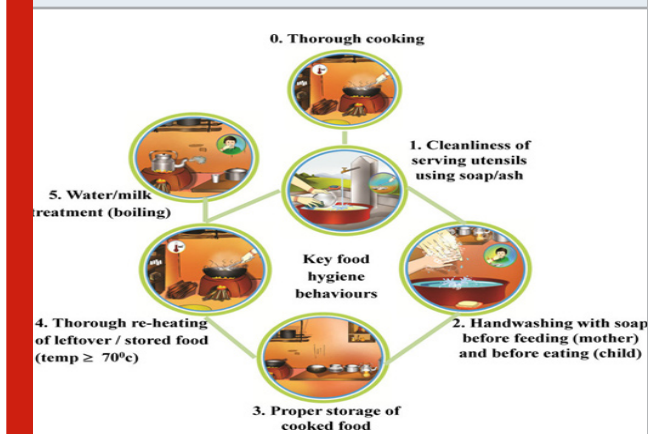 0. Thorough cooking
1. Cleanliness of
serving utensils
using soap/ash
5. Water/milk
treatment (boiling)
Key food
hygiene
behaviours
4. Thorough re-heating
of leftover / stored food
(temp ≥ 70⁰c)
2. Handwashing with soap
before feeding (mother)
and before eating (child)
3. Proper storage of
cooked food